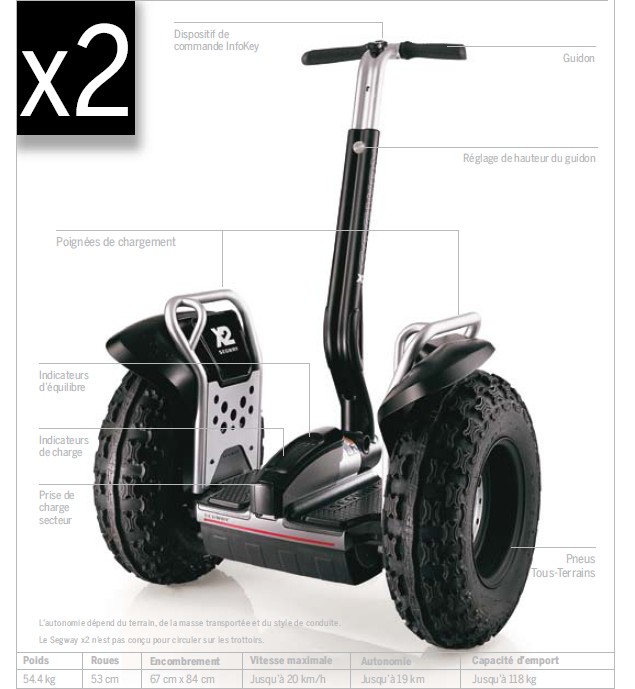 x2
Dispositif de
commande InfoKey
Guidon
Réglage de hauteur du guidon
Poignées de chargement
X2
SEGWAY
Indicateurs
d'équilibre
Indicateurs
de charge
Prise de
charge
secteur
Pneus
Tous-Terrains
L'autonomie dépend du terrain, de la masse transportée et du style de conduite.
Le Segway x2 n'est pas conçu pour circuler sur les trottoirs.
Poids Roues Encombrement Vitesse maximale Autonomie Capacité d'emport
54.4 kg 53 cm 67 cm x 84 cm Jusqu'à 20 km/h Jusqu'à 19 km Jusqu'à 118 kg